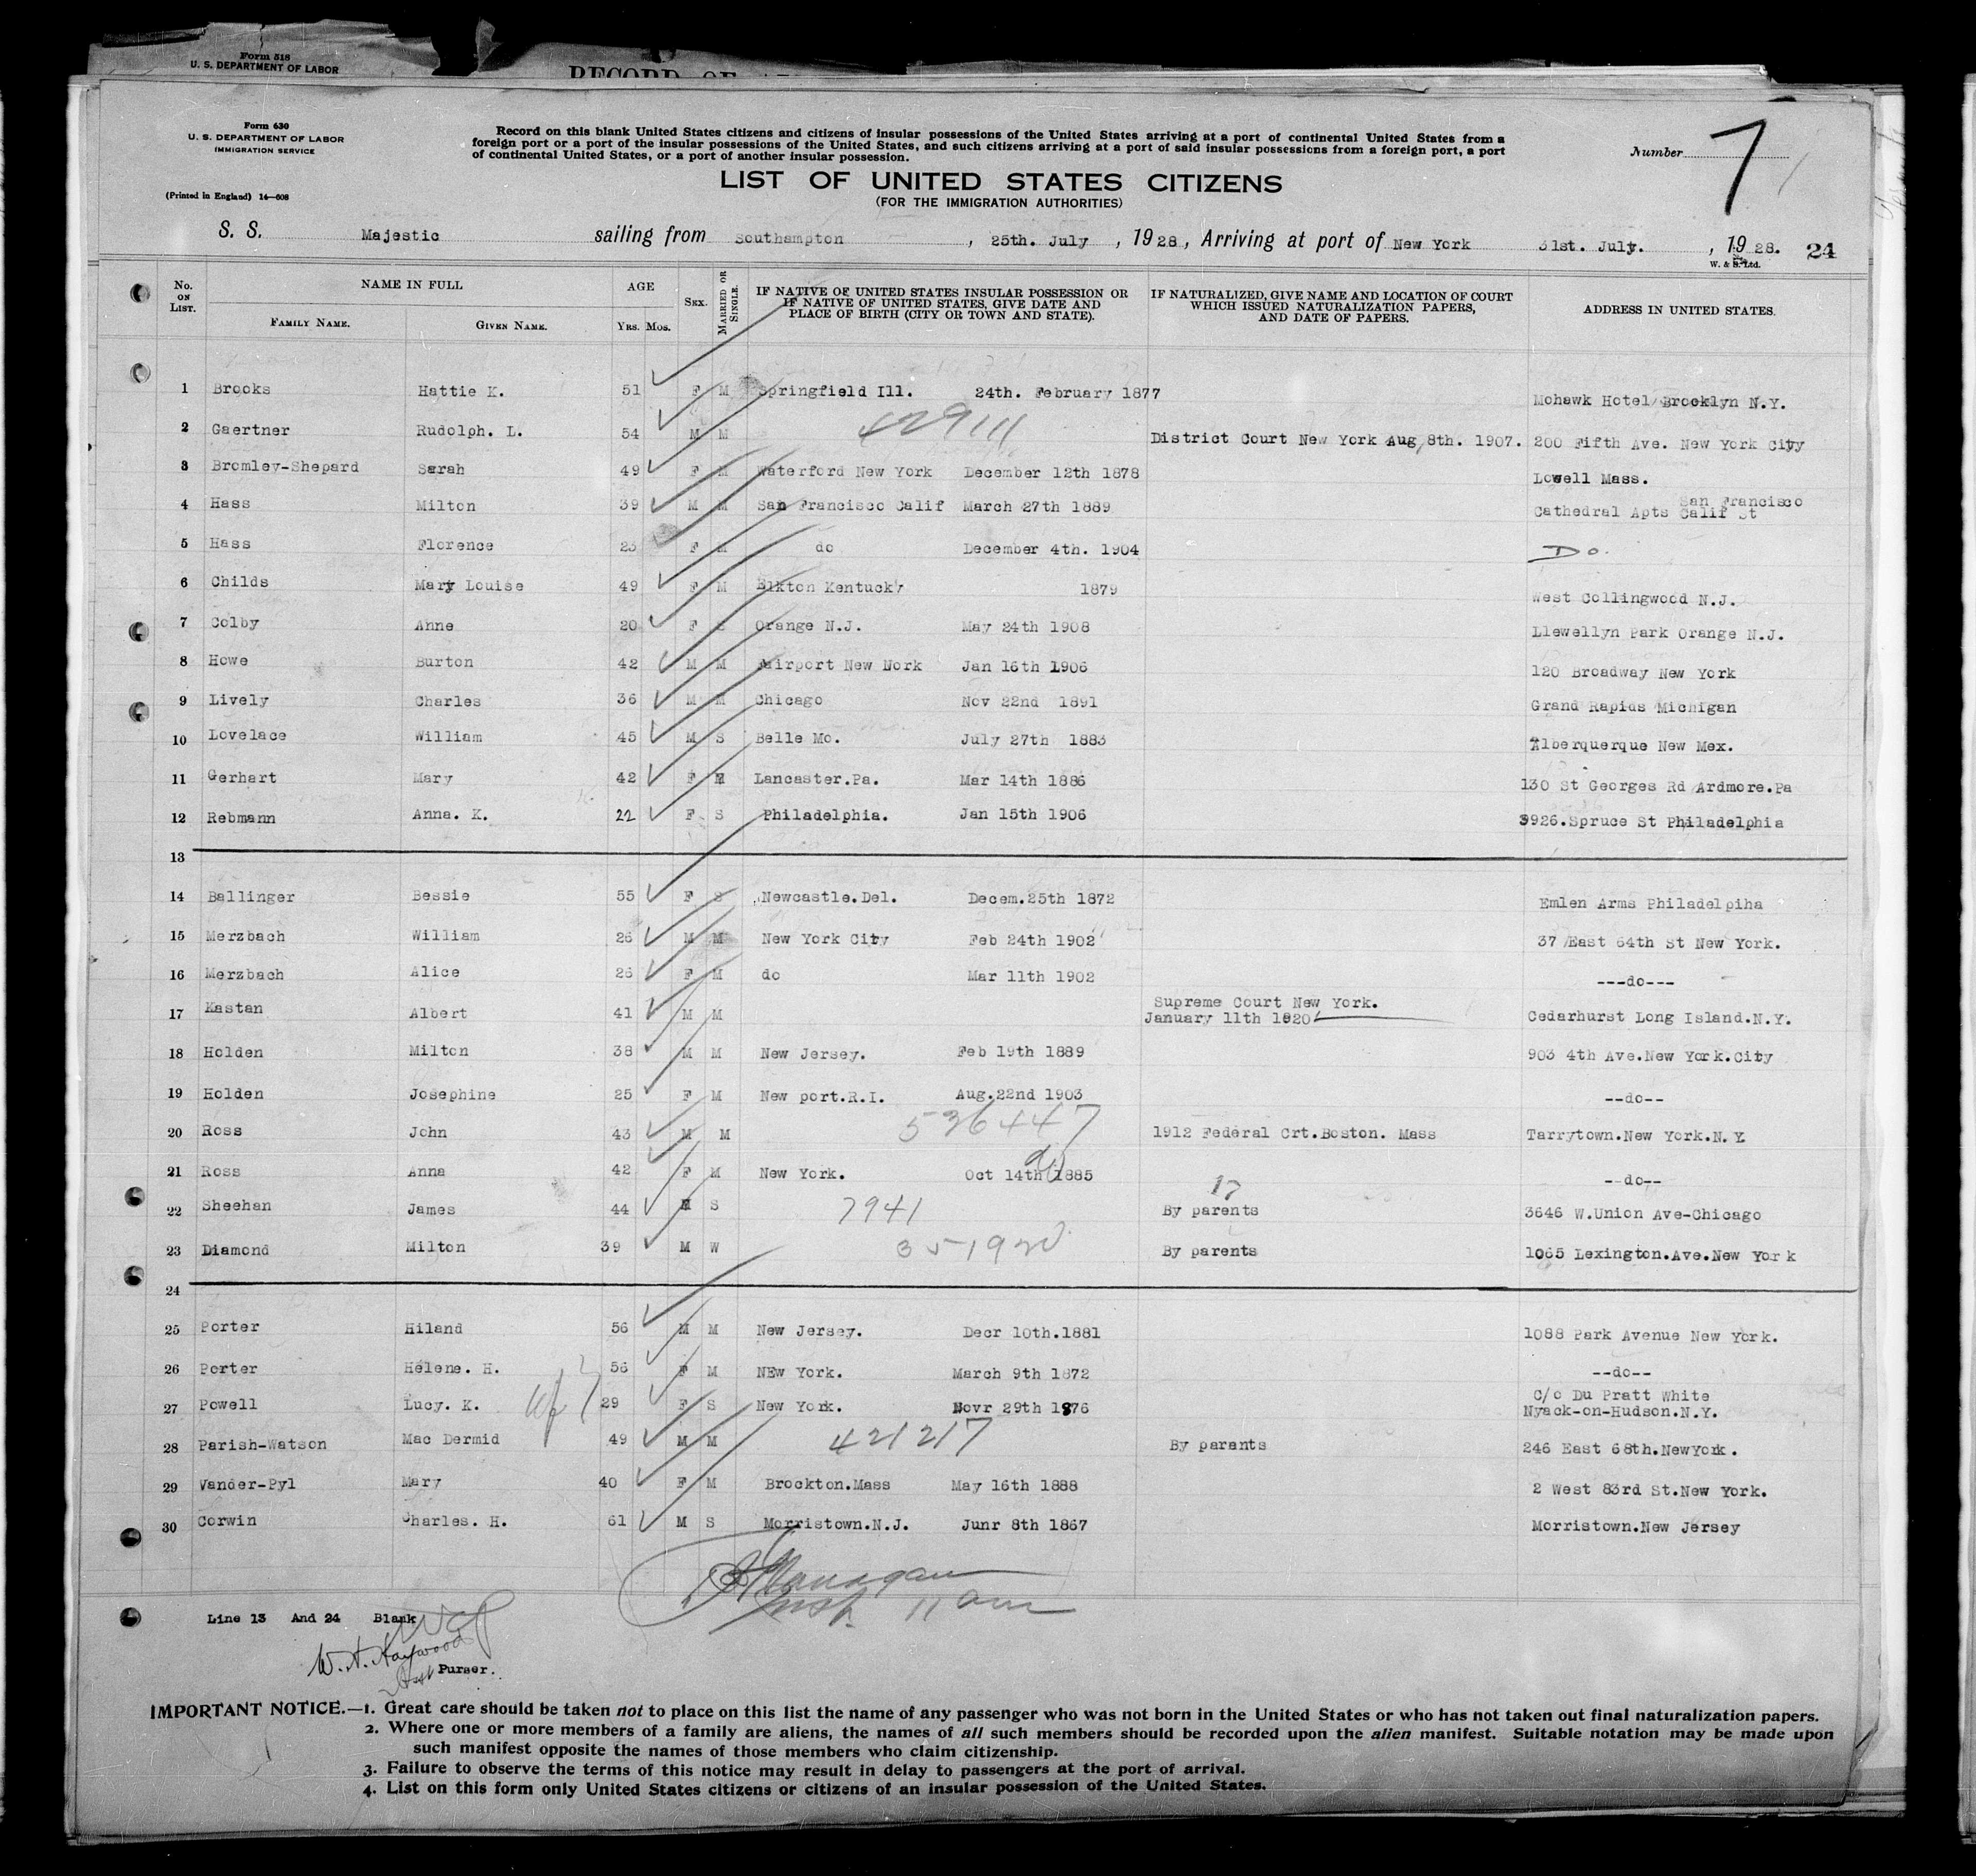 Form 518
U. S. DEPARTMENT OF LABOR
RECORD OF
Form 630
U. S. DEPARTMENT OF LABOR
IMMIGRATION SERVICE
(Printed in England) 14—608
Record on this blank United States citizens and citizens of insular possessions of the United States arriving at a port of continental United States from a
foreign port or a port of the insular possessions of the United States, and such citizens arriving at a port of said insular possessions from a foreign port, a port
of continental United States, or a port of another insular possession.
Number 7
LIST OF UNITED STATES CITIZENS
(FOR THE IMMIGRATION AUTHORITIES)
S. S. Majestic sailing from Southampton, 25th. July, 1928, Arriving at port of New York 31st. July., 1928. 24
W. & S. Ltd.
No. ON LIST. NAME IN FULL AGE SEX. MARRIED OR SINGLE. IF NATIVE OF UNITED STATES INSULAR POSSESSION OR IF NATIVE OF UNITED STATES, GIVE DATE AND PLACE OF BIRTH (CITY OR TOWN AND STATE). IF NATURALIZED, GIVE NAME AND LOCATION OF COURT WHICH ISSUED NATURALIZATION PAPERS, AND DATE OF PAPERS. ADDRESS IN UNITED STATES.
FAMILY NAME. GIVEN NAME. YRS. MOS.
1 Brooks Hattie K. 51 F M Springfield Ill. 24th. February 1877 Mohawk Hotel Brooklyn N.Y.
2 Gaertner Rudolph. L. 54 M M 42911 District Court New York Aug, 8th. 1907. 200 Fifth Ave. New York City
3 Bromley-Shepard Sarah 49 F M Waterford New York December 12th 1878 Lowell Mass.
4 Hass Milton 39 M M San Francisco Calif March 27th 1889 Cathedral Apts Calif St San Francisco
5 Hass Florence 23 F M do December 4th. 1904 Do.
6 Childs Mary Louise 49 F M Elkton Kentucky 1879 West Collingwood N.J.
7 Colby Anne 20 F S Orange N.J. May 24th 1908 Llewellyn Park Orange N.J.
8 Howe Burton 42 M M Fairport New Nork Jan 16th 1906 120 Broadway New York
9 Lively Charles 36 M M Chicago Nov 22nd 1891 Grand Rapids Michigan
10 Lovelace William 45 M S Belle Mo. July 27th 1883 Alberquerque New Mex.
11 Gerhart Mary 42 F M Lancaster.Pa. Mar 14th 1886 130 St Georges Rd Ardmore.Pa
12 Rebmann Anna. K. 22 F S Philadelphia. Jan 15th 1906 3926.Spruce St Philadelphia
13
14 Ballinger Bessie 55 F S Newcastle.Del. Decem.25th 1872 Emlen Arms Philadelpiha
15 Merzbach William 26 M M New York City Feb 24th 1902 37 East 64th St New York.
16 Merzbach Alice 26 F M do Mar 11th 1902 ---do---
17 Kastan Albert 41 M M Supreme Court New York. January 11th 1920 Cedarhurst Long Island.N.Y.
18 Holden Milton 38 M M New Jersey. Feb 19th 1889 903 4th Ave.New York.City
19 Holden Josephine 25 F M New port.R.I. Aug.22nd 1903 --do--
20 Ross John 43 M M 536447 1912 Federal Crt.Boston. Mass Tarrytown.New York.N.Y.
21 Ross Anna 42 F M New York. Oct 14th 1885 --do--
22 Sheehan James 44 M S 7941 17 By parents 3646 W.Union Ave-Chicago
23 Diamond Milton 39 M W 351920 By parents 1065 Lexington.Ave.New York
24
25 Porter Hiland 56 M M New Jersey. Decr 10th.1881 1088 Park Avenue New York.
26 Porter Helene. H. 56 F M NEw York. March 9th 1872 --do--
27 Powell Lucy. K. 29 F S New York. Novr 29th 1876 C/o Du Pratt White Nyack-on-Hudson.N.Y.
28 Parish-Watson Mac Dermid 49 M M 421217 By parents 246 East 68th.NewYork.
29 Vander-Pyl Mary 40 F M Brockton.Mass May 16th 1888 2 West 83rd St.New York.
30 Corwin Charles. H. 61 M S Morristown.N.J. Junr 8th 1867 Morristown.New Jersey
Flanagan
Insp. 11 am
Line 13 And 24 Blank
W. A. Haywood
Asst Purser.
IMPORTANT NOTICE.—1. Great care should be taken not to place on this list the name of any passenger who was not born in the United States or who has not taken out final naturalization papers.
2. Where one or more members of a family are aliens, the names of all such members should be recorded upon the alien manifest. Suitable notation may be made upon
such manifest opposite the names of those members who claim citizenship.
3. Failure to observe the terms of this notice may result in delay to passengers at the port of arrival.
4. List on this form only United States citizens or citizens of an insular possession of the United States.